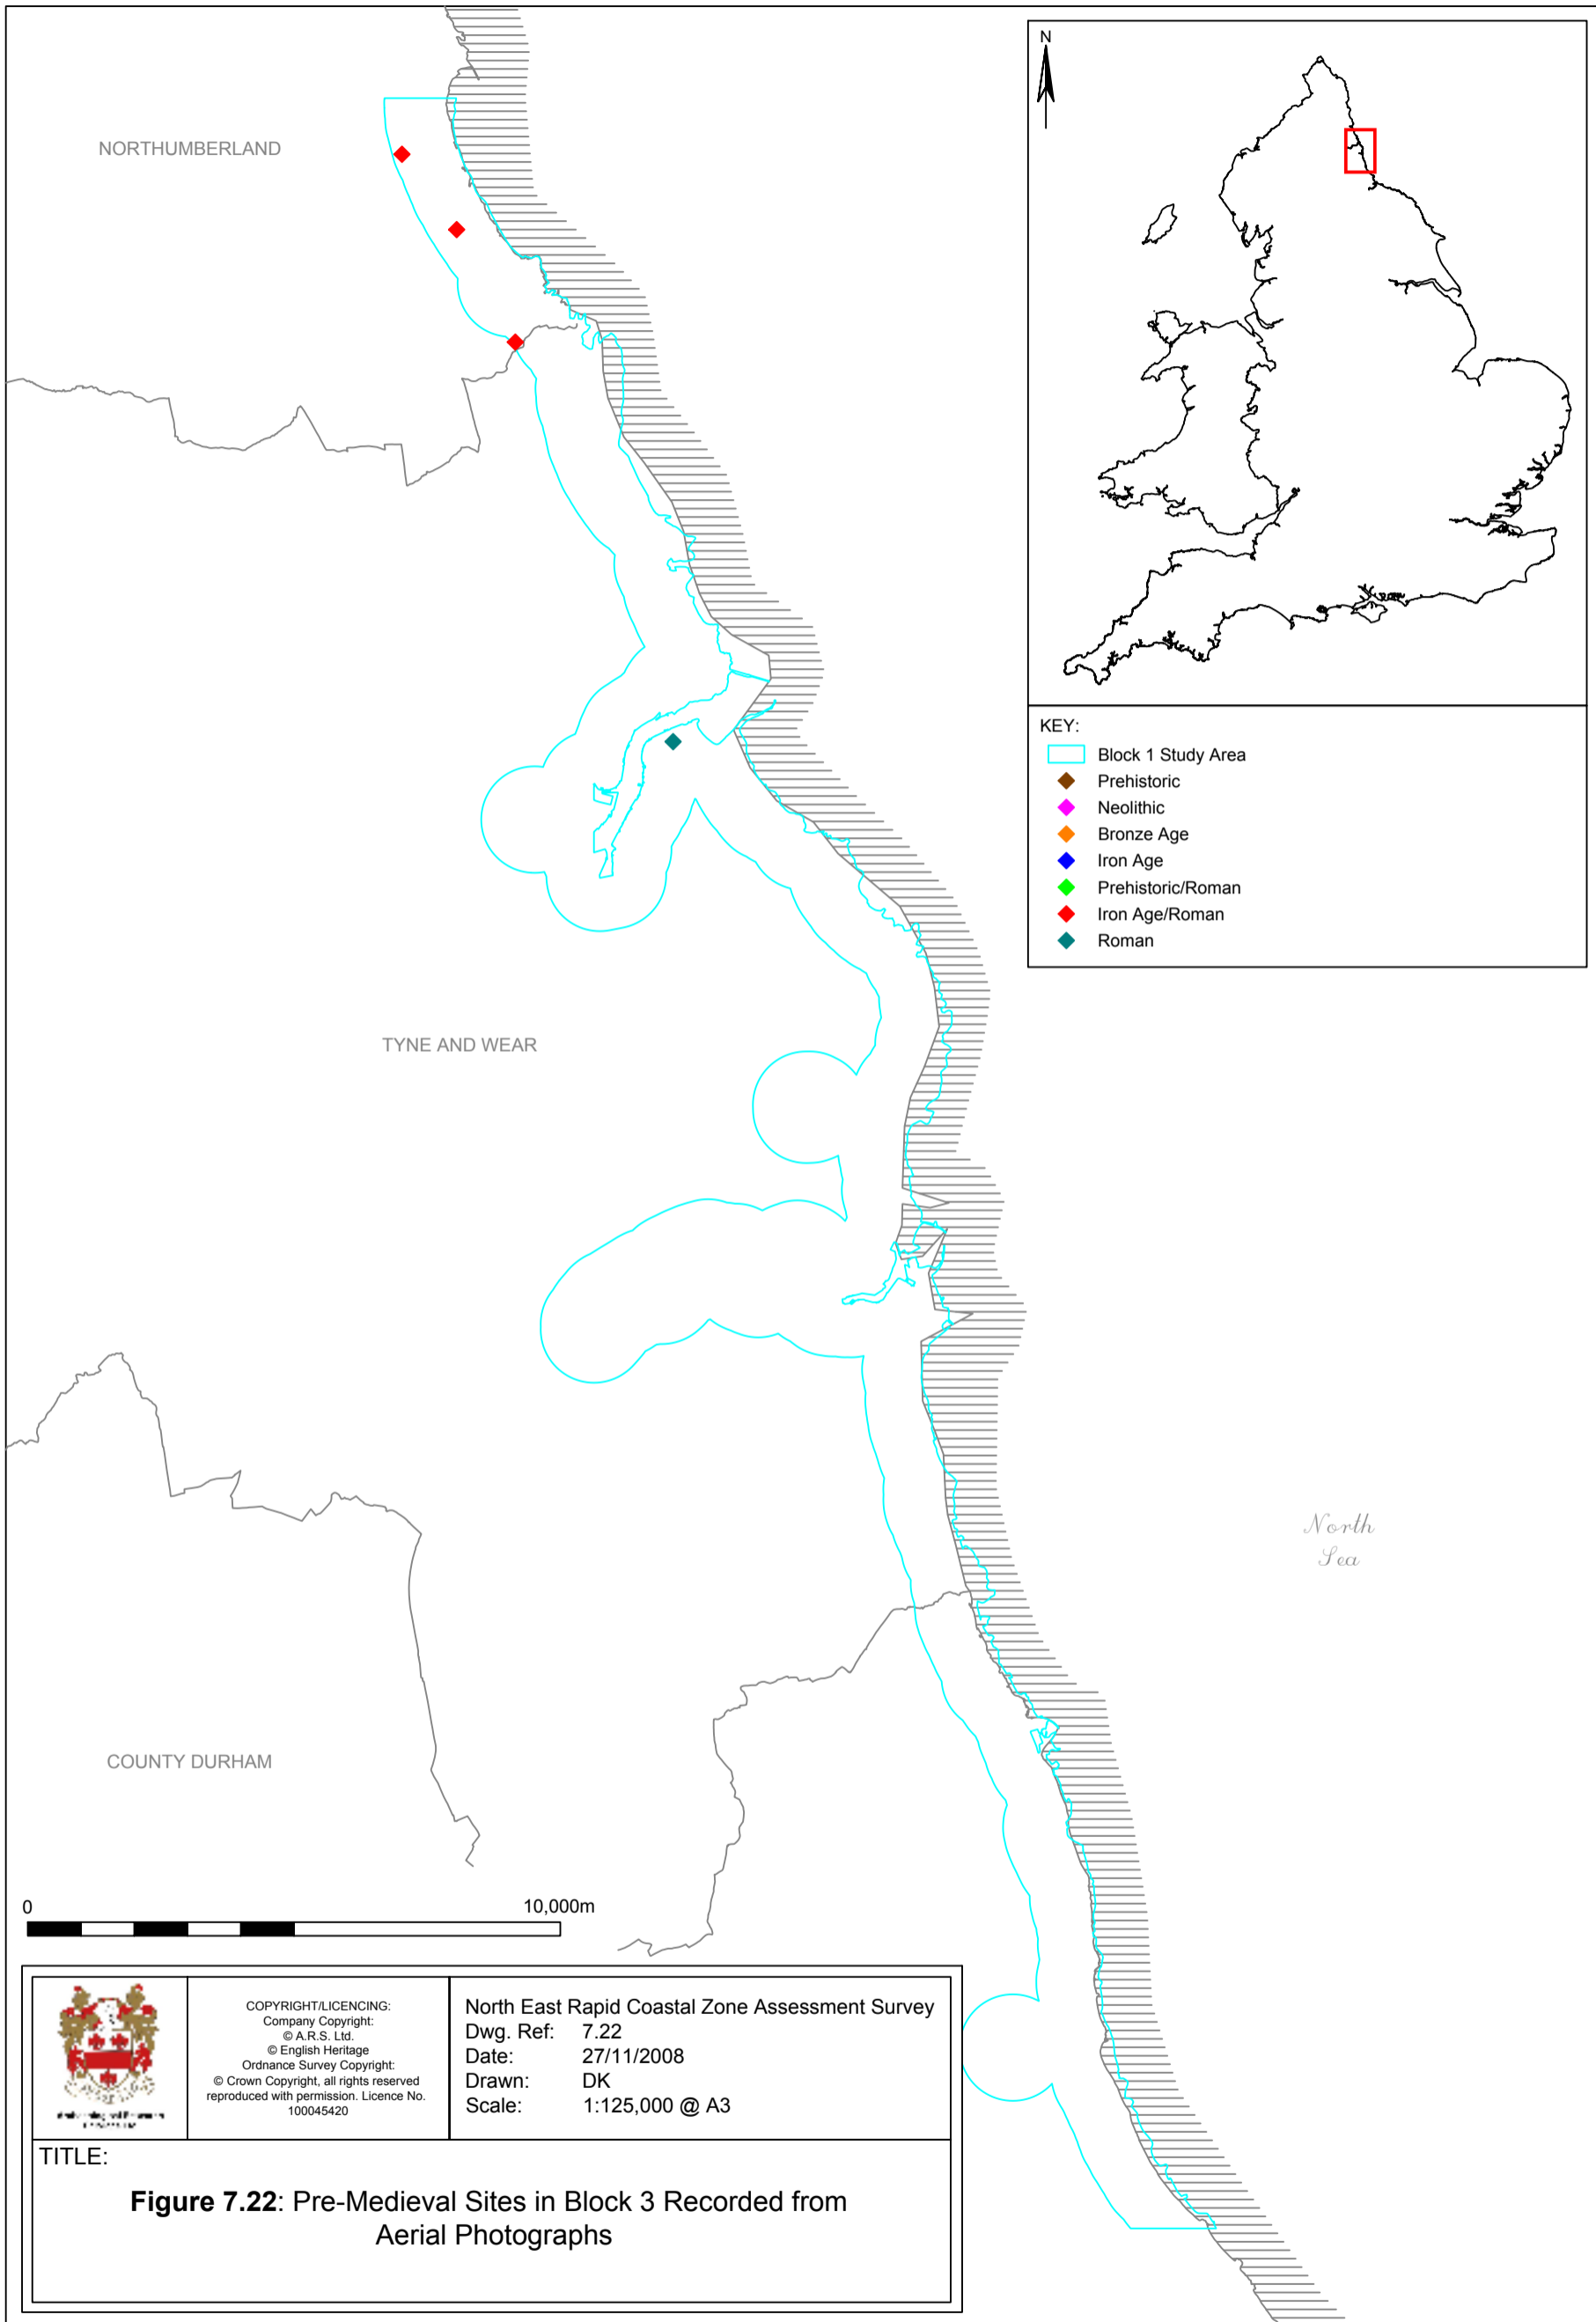 NORTHUMBERLAND
N
KEY:
Block 1 Study Area
Prehistoric
Neolithic
Bronze Age
Iron Age
Prehistoric/Roman
Iron Age/Roman
Roman
TYNE AND WEAR
North
Sea
COUNTY DURHAM
0 10,000m
COPYRIGHT/LICENCING:
Company Copyright:
© A.R.S. Ltd.
© English Heritage
Ordnance Survey Copyright:
© Crown Copyright, all rights reserved
reproduced with permission. Licence No.
100045420
North East Rapid Coastal Zone Assessment Survey
Dwg. Ref: 7.22
Date: 27/11/2008
Drawn: DK
Scale: 1:125,000 @ A3
TITLE:
Figure 7.22: Pre-Medieval Sites in Block 3 Recorded from
Aerial Photographs